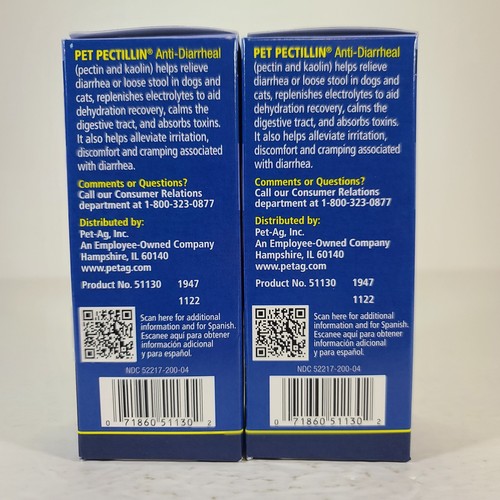 PET PECTILLIN® Anti-Diarrheal
(pectin and kaolin) helps relieve
diarrhea or loose stool in dogs and
cats, replenishes electrolytes to aid
dehydration recovery, calms the
digestive tract, and absorbs toxins.
It also helps alleviate irritation,
discomfort and cramping associated
with diarrhea.
Comments or Questions?
Call our Consumer Relations
department at 1-800-323-0877
Distributed by:
Pet-Ag, Inc.
An Employee-Owned Company
Hampshire, IL 60140
www.petag.com
Product No. 51130 1947
1122
Scan here for additional
information and for Spanish.
Escanee aquí para obtener
información adicional
y para español.
NDC 52217-200-04
0 71860 51130 2
PET PECTILLIN® Anti-Diarrheal
(pectin and kaolin) helps relieve
diarrhea or loose stool in dogs and
cats, replenishes electrolytes to aid
dehydration recovery, calms the
digestive tract, and absorbs toxins.
It also helps alleviate irritation,
discomfort and cramping associated
with diarrhea.
Comments or Questions?
Call our Consumer Relations
department at 1-800-323-0877
Distributed by:
Pet-Ag, Inc.
An Employee-Owned Company
Hampshire, IL 60140
www.petag.com
Product No. 51130 1947
1122
Scan here for additional
information and for Spanish.
Escanee aquí para obtener
información adicional
y para español.
NDC 52217-200-04
0 71860 51130 2